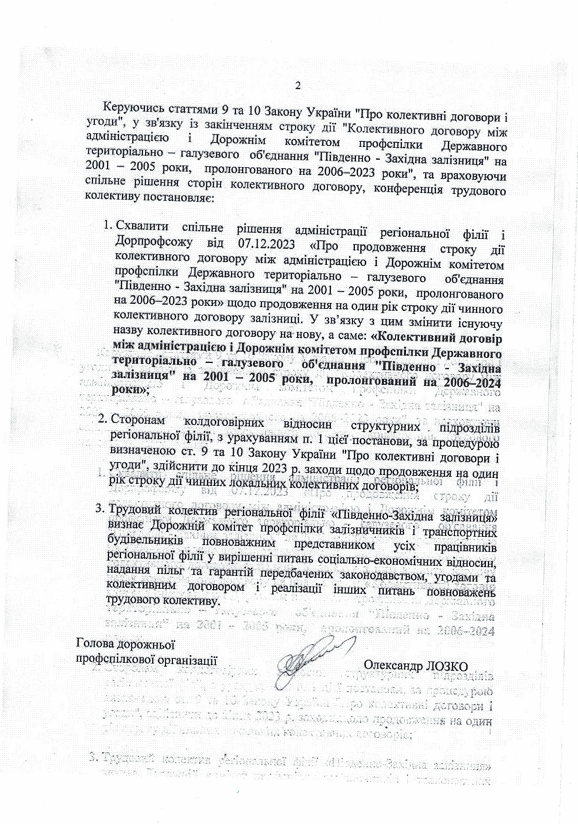 2
Керуючись статтями 9 та 10 Закону України "Про колективні договори і
угоди", у зв'язку із закінченням строку дії "Колективного договору між
адміністрацією і Дорожнім комітетом профспілки Державного
територіально – галузевого об'єднання "Південно - Західна залізниця" на
2001 – 2005 роки, пролонгованого на 2006–2023 роки", та враховуючи
спільне рішення сторін колективного договору, конференція трудового
колективу постановляє:
1. Схвалити спільне рішення адміністрації регіональної філії і
Дорпрофсожу від 07.12.2023 «Про продовження строку дії
колективного договору між адміністрацією і Дорожнім комітетом
профспілки Державного територіально – галузевого об'єднання
"Південно - Західна залізниця" на 2001 – 2005 роки, пролонгованого
на 2006–2023 роки» щодо продовження на один рік строку дії чинного
колективного договору залізниці. У зв'язку з цим змінити існуючу
назву колективного договору на нову, а саме: «Колективний договір
між адміністрацією і Дорожнім комітетом профспілки Державного
територіально – галузевого об'єднання "Південно - Західна
залізниця" на 2001 – 2005 роки, пролонгований на 2006–2024
роки»;
2. Сторонам колдоговірних відносин структурних підрозділів
регіональної філії, з урахуванням п. 1 цієї постанови, за процедурою
визначеною ст. 9 та 10 Закону України "Про колективні договори і
угоди", здійснити до кінця 2023 р. заходи щодо продовження на один
рік строку дії чинних локальних колективних договорів;
3. Трудовий колектив регіональної філії «Південно-Західна залізниця»
визнає Дорожній комітет профспілки залізничників і транспортних
будівельників повноважним представником усіх працівників
регіональної філії у вирішенні питань соціально-економічних відносин,
надання пільг та гарантій передбачених законодавством, угодами та
колективним договором і реалізації інших питань повноважень
трудового колективу.
Голова дорожньої
профспілкової організації Олександр ЛОЗКО
3. Трудовий колектив регіональної філії «Південно-Західна залізниця»